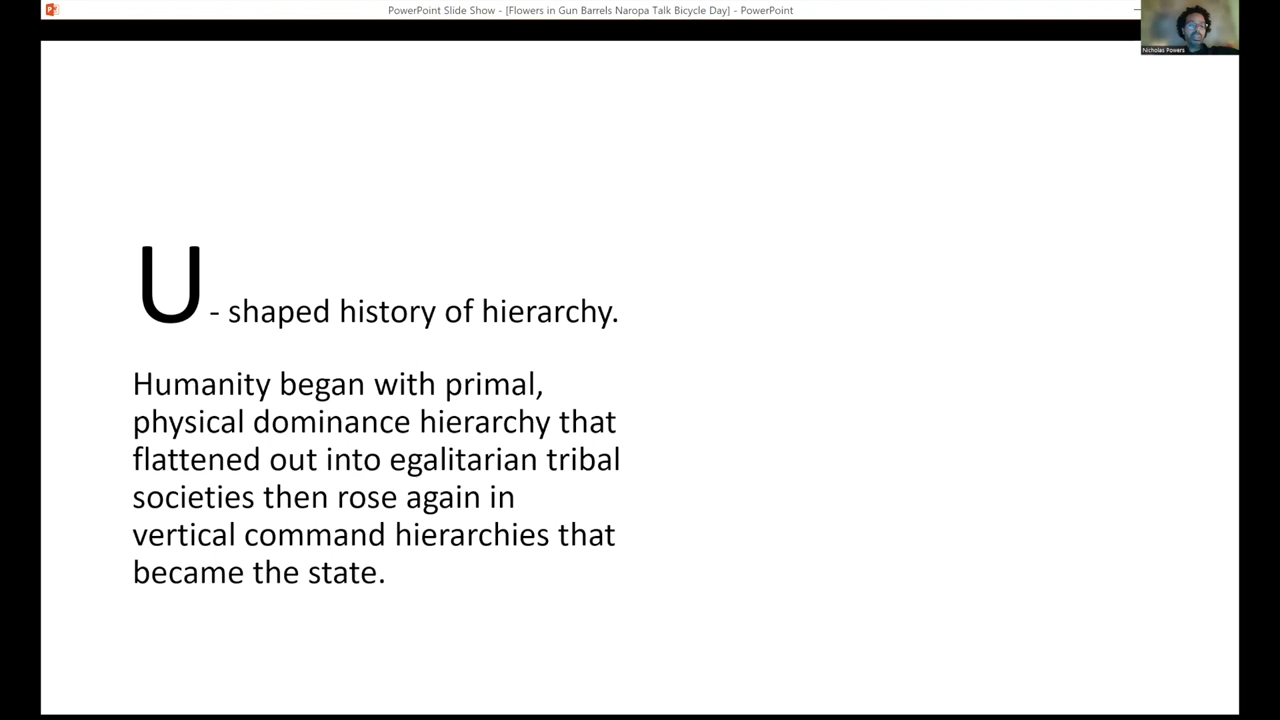 PowerPoint Slide Show - [Flowers in Gun Barrels Naropa Talk Bicycle Day] - PowerPoint
Nicholas Powers
U - shaped history of hierarchy.
Humanity began with primal,
physical dominance hierarchy that
flattened out into egalitarian tribal
societies then rose again in
vertical command hierarchies that
became the state.